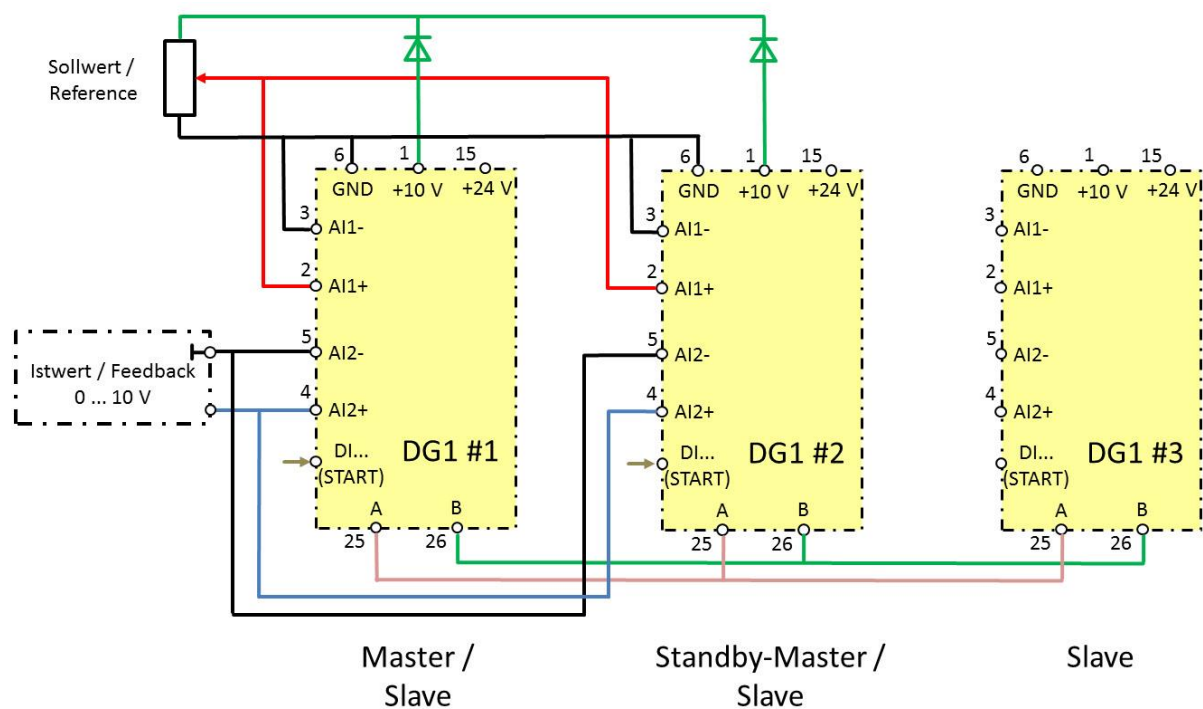 Sollwert /
Reference
6
1
15
GND
+10 V
+24 V
3
AI1-
2
AI1+
5
AI2-
4
AI2+
DI...
(START)
DG1 #1
A
B
25
26
6
1
15
GND
+10 V
+24 V
3
AI1-
2
AI1+
5
AI2-
4
AI2+
DI...
(START)
DG1 #2
A
B
25
26
6
1
15
GND
+10 V
+24 V
3
AI1-
2
AI1+
5
AI2-
4
AI2+
DI...
(START)
DG1 #3
A
B
25
26
Istwert / Feedback
0 ... 10 V
Master /
Slave
Standby-Master /
Slave
Slave